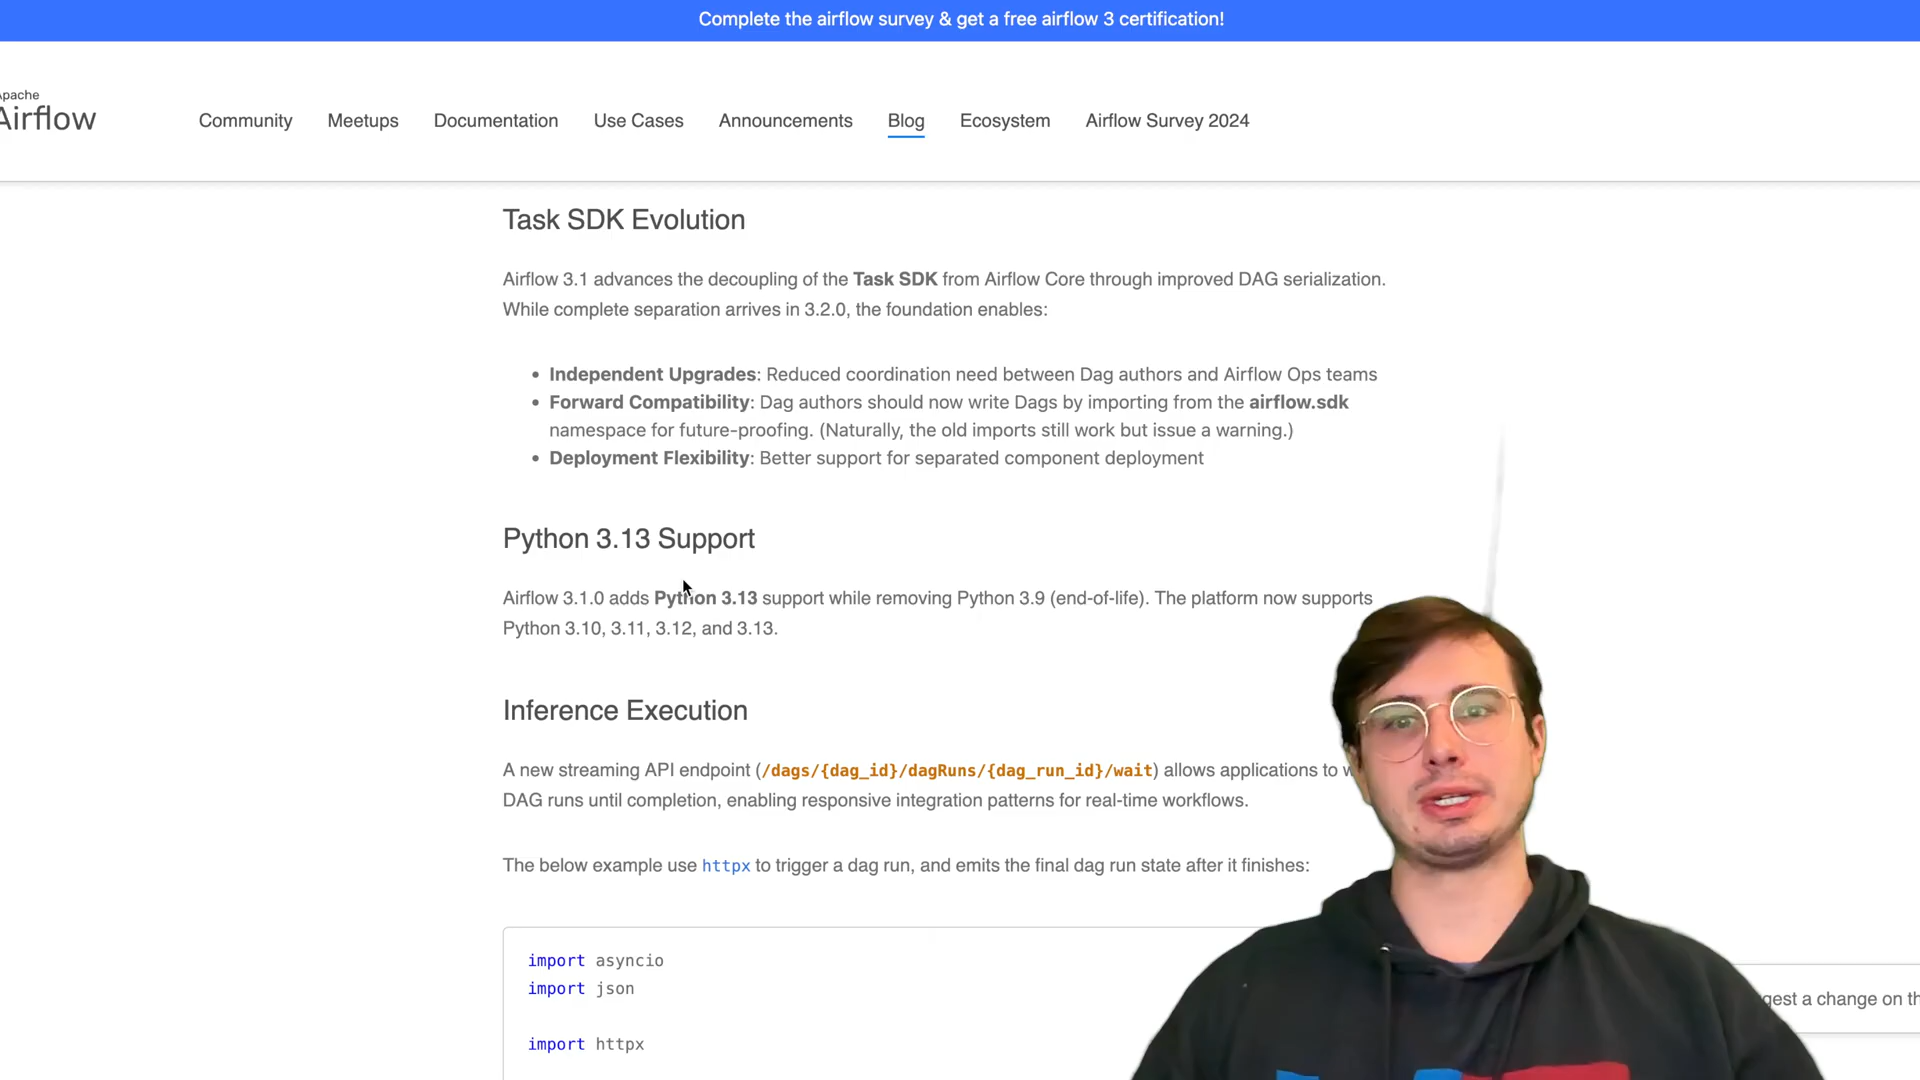 Complete the airflow survey & get a free airflow 3 certification!
Apache
Airflow
Community Meetups Documentation Use Cases Announcements Blog Ecosystem Airflow Survey 2024
Task SDK Evolution
Airflow 3.1 advances the decoupling of the Task SDK from Airflow Core through improved DAG serialization.
While complete separation arrives in 3.2.0, the foundation enables:
• Independent Upgrades: Reduced coordination need between Dag authors and Airflow Ops teams
• Forward Compatibility: Dag authors should now write Dags by importing from the airflow.sdk
namespace for future-proofing. (Naturally, the old imports still work but issue a warning.)
• Deployment Flexibility: Better support for separated component deployment
Python 3.13 Support
Airflow 3.1.0 adds Python 3.13 support while removing Python 3.9 (end-of-life). The platform now supports
Python 3.10, 3.11, 3.12, and 3.13.
Inference Execution
A new streaming API endpoint (/dags/{dag_id}/dagRuns/{dag_run_id}/wait) allows applications to
DAG runs until completion, enabling responsive integration patterns for real-time workflows.
The below example use httpx to trigger a dag run, and emits the final dag run state after it finishes:
import asyncio
import json
import httpx
a change on